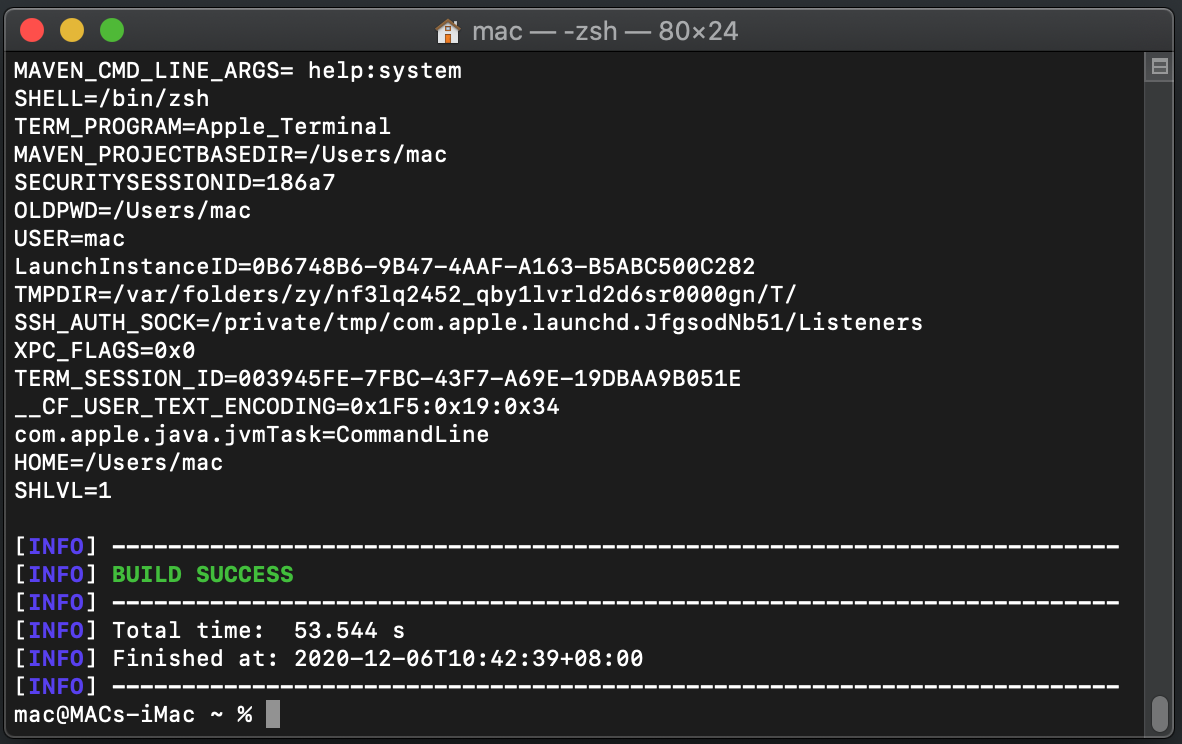 mac — -zsh — 80×24
MAVEN_CMD_LINE_ARGS= help:system
SHELL=/bin/zsh
TERM_PROGRAM=Apple_Terminal
MAVEN_PROJECTBASEDIR=/Users/mac
SECURITYSESSIONID=186a7
OLDPWD=/Users/mac
USER=mac
LaunchInstanceID=0B6748B6-9B47-4AAF-A163-B5ABC500C282
TMPDIR=/var/folders/zy/nf3lq2452_qby1lvrld2d6sr0000gn/T/
SSH_AUTH_SOCK=/private/tmp/com.apple.launchd.JfgsodNb51/Listeners
XPC_FLAGS=0x0
TERM_SESSION_ID=003945FE-7FBC-43F7-A69E-19DBAA9B051E
__CF_USER_TEXT_ENCODING=0x1F5:0x19:0x34
com.apple.java.jvmTask=CommandLine
HOME=/Users/mac
SHLVL=1
[INFO] ------------------------------------------------------------------------
[INFO] BUILD SUCCESS
[INFO] ------------------------------------------------------------------------
[INFO] Total time:  53.544 s
[INFO] Finished at: 2020-12-06T10:42:39+08:00
[INFO] ------------------------------------------------------------------------
mac@MACs-iMac ~ %